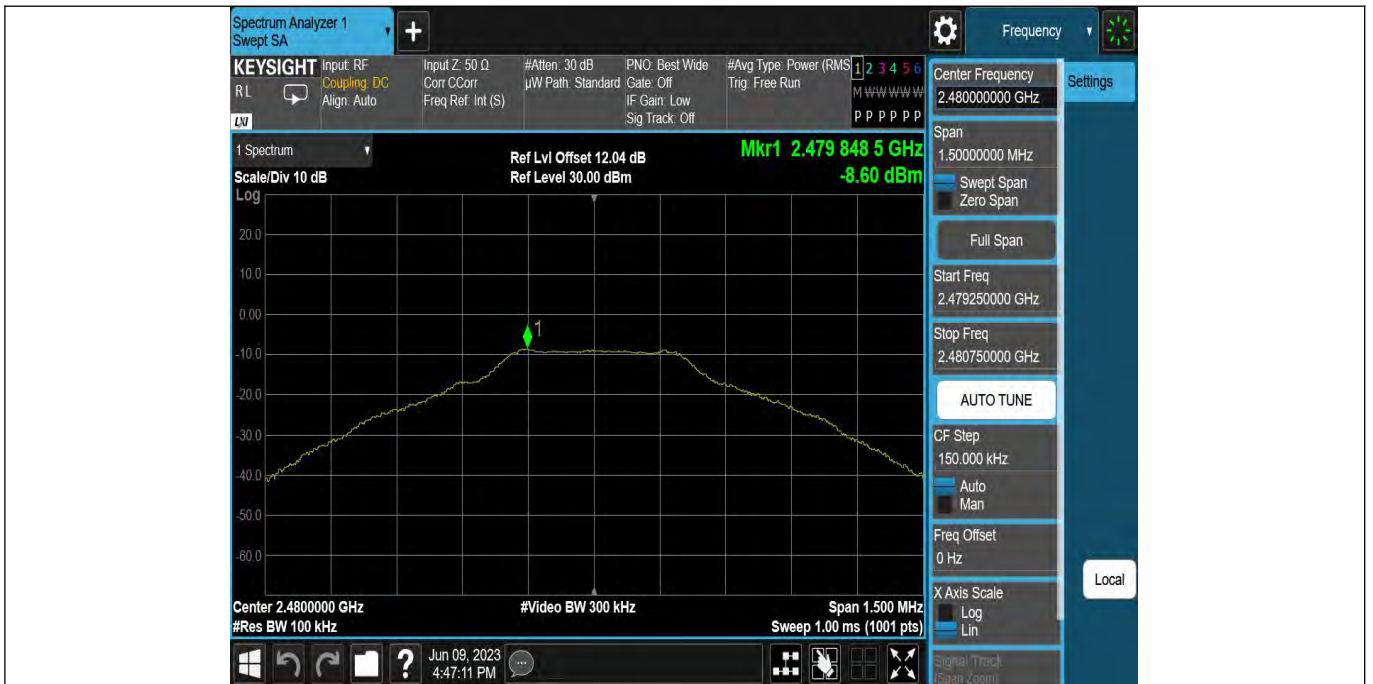 Spectrum Analyzer 1
Swept SA
+
Frequency
KEYSIGHT
R L
LXI
Input: RF
Coupling: DC
Align: Auto
Input Z: 50 Ω
Corr CCorr
Freq Ref: Int (S)
#Atten: 30 dB
µW Path: Standard
PNO: Best Wide
Gate: Off
IF Gain: Low
Sig Track: Off
#Avg Type: Power (RMS
Trig: Free Run
1 2 3 4 5 6
M W W W W W
P P P P P P
1 Spectrum
Scale/Div 10 dB
Log
Ref Lvl Offset 12.04 dB
Ref Level 30.00 dBm
Mkr1 2.479 848 5 GHz
-8.60 dBm
20.0
10.0
0.00
-10.0
-20.0
-30.0
-40.0
-50.0
-60.0
1
Center 2.4800000 GHz
#Res BW 100 kHz
#Video BW 300 kHz
Span 1.500 MHz
Sweep 1.00 ms (1001 pts)
Center Frequency
2.480000000 GHz
Settings
Span
1.50000000 MHz
Swept Span
Zero Span
Full Span
Start Freq
2.479250000 GHz
Stop Freq
2.480750000 GHz
AUTO TUNE
CF Step
150.000 kHz
Auto
Man
Freq Offset
0 Hz
X Axis Scale
Log
Lin
Signal Track
(Span Zoom)
Local
?
Jun 09, 2023
4:47:11 PM